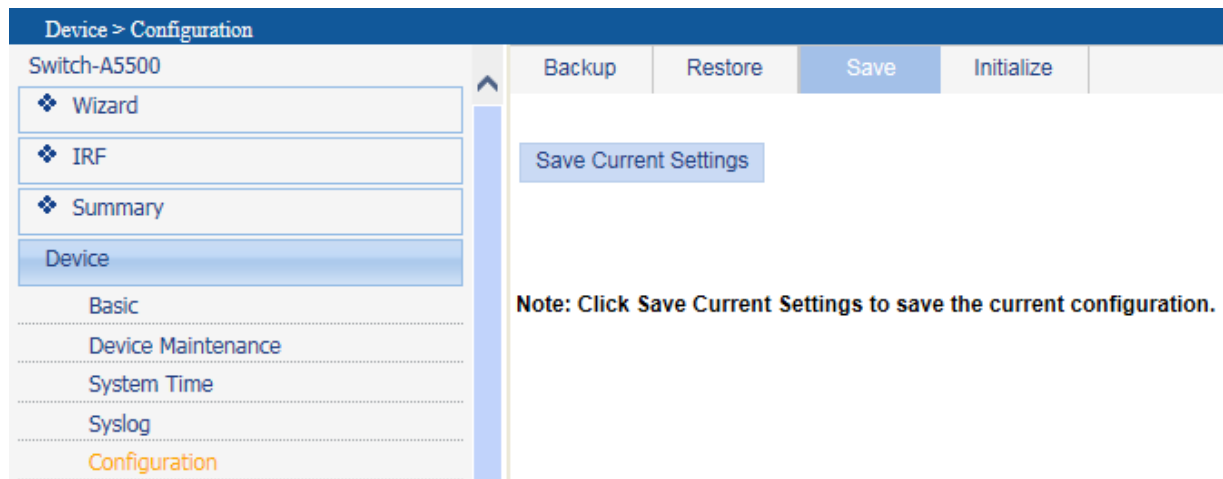 Device > Configuration
Switch-A5500
Wizard
IRF
Summary
Device
Basic
Device Maintenance
System Time
Syslog
Configuration
Backup Restore Save Initialize
Save Current Settings
Note: Click Save Current Settings to save the current configuration.